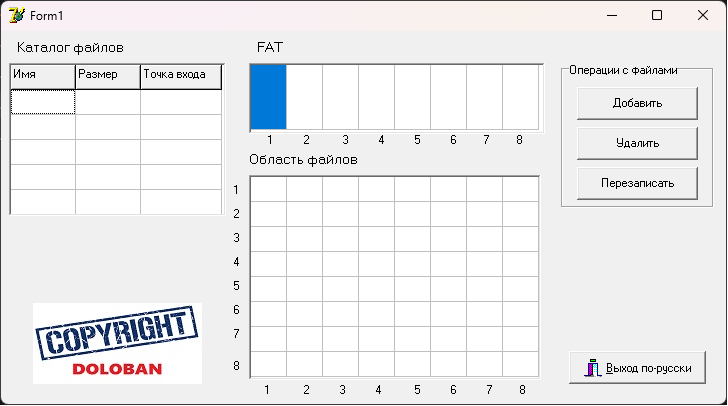 Form1
Каталог файлов
FAT
Имя Размер Точка входа
Операции с файлами
Добавить
Удалить
Перезаписать
1 2 3 4 5 6 7 8
Область файлов
1
2
3
4
5
6
7
8
1 2 3 4 5 6 7 8
COPYRIGHT
DOLOBAN
Выход по-русски